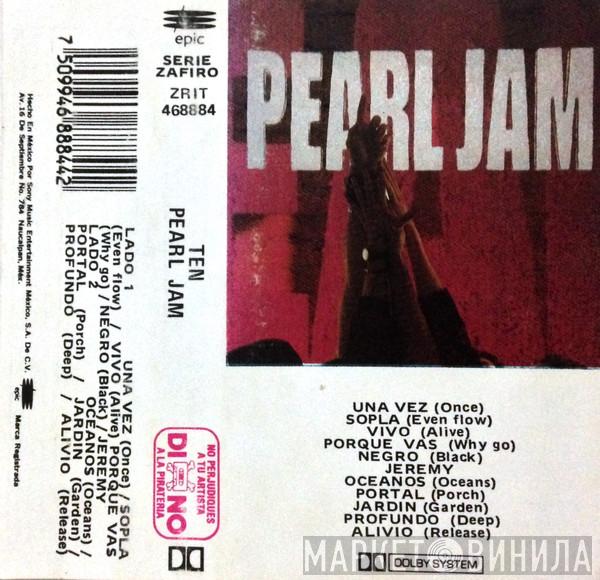 7 509946 888442
Hecho En México Por Sony Music Entertainment México, S.A. De C.V.
Av. 16 De Septiembre No. 784 Naucalpan, Méx.
epic
Marca Registrada
epic
SERIE
ZAFIRO
ZRIT
468884
TEN
PEARL JAM
LADO 1 UNA VEZ (Once) / SOPLA
(Even flow) / VIVO (Alive) PORQUE VAS
(Why go) / NEGRO (Black) / JEREMY
LADO 2 OCEANOS (Oceans) /
PORTAL (Porch) / JARDIN (Garden) /
PROFUNDO (Deep) / ALIVIO (Release)
NO PERJUDIQUES
A TU ARTISTA
DI NO
A LA PIRATERIA
PEARL JAM
UNA VEZ (Once)
SOPLA (Even flow)
VIVO (Alive)
PORQUE VAS (Why go)
NEGRO (Black)
JEREMY
OCEANOS (Oceans)
PORTAL (Porch)
JARDIN (Garden)
PROFUNDO (Deep)
ALIVIO (Release)
DOLBY SYSTEM
МАРКЕТ ВИНИЛА